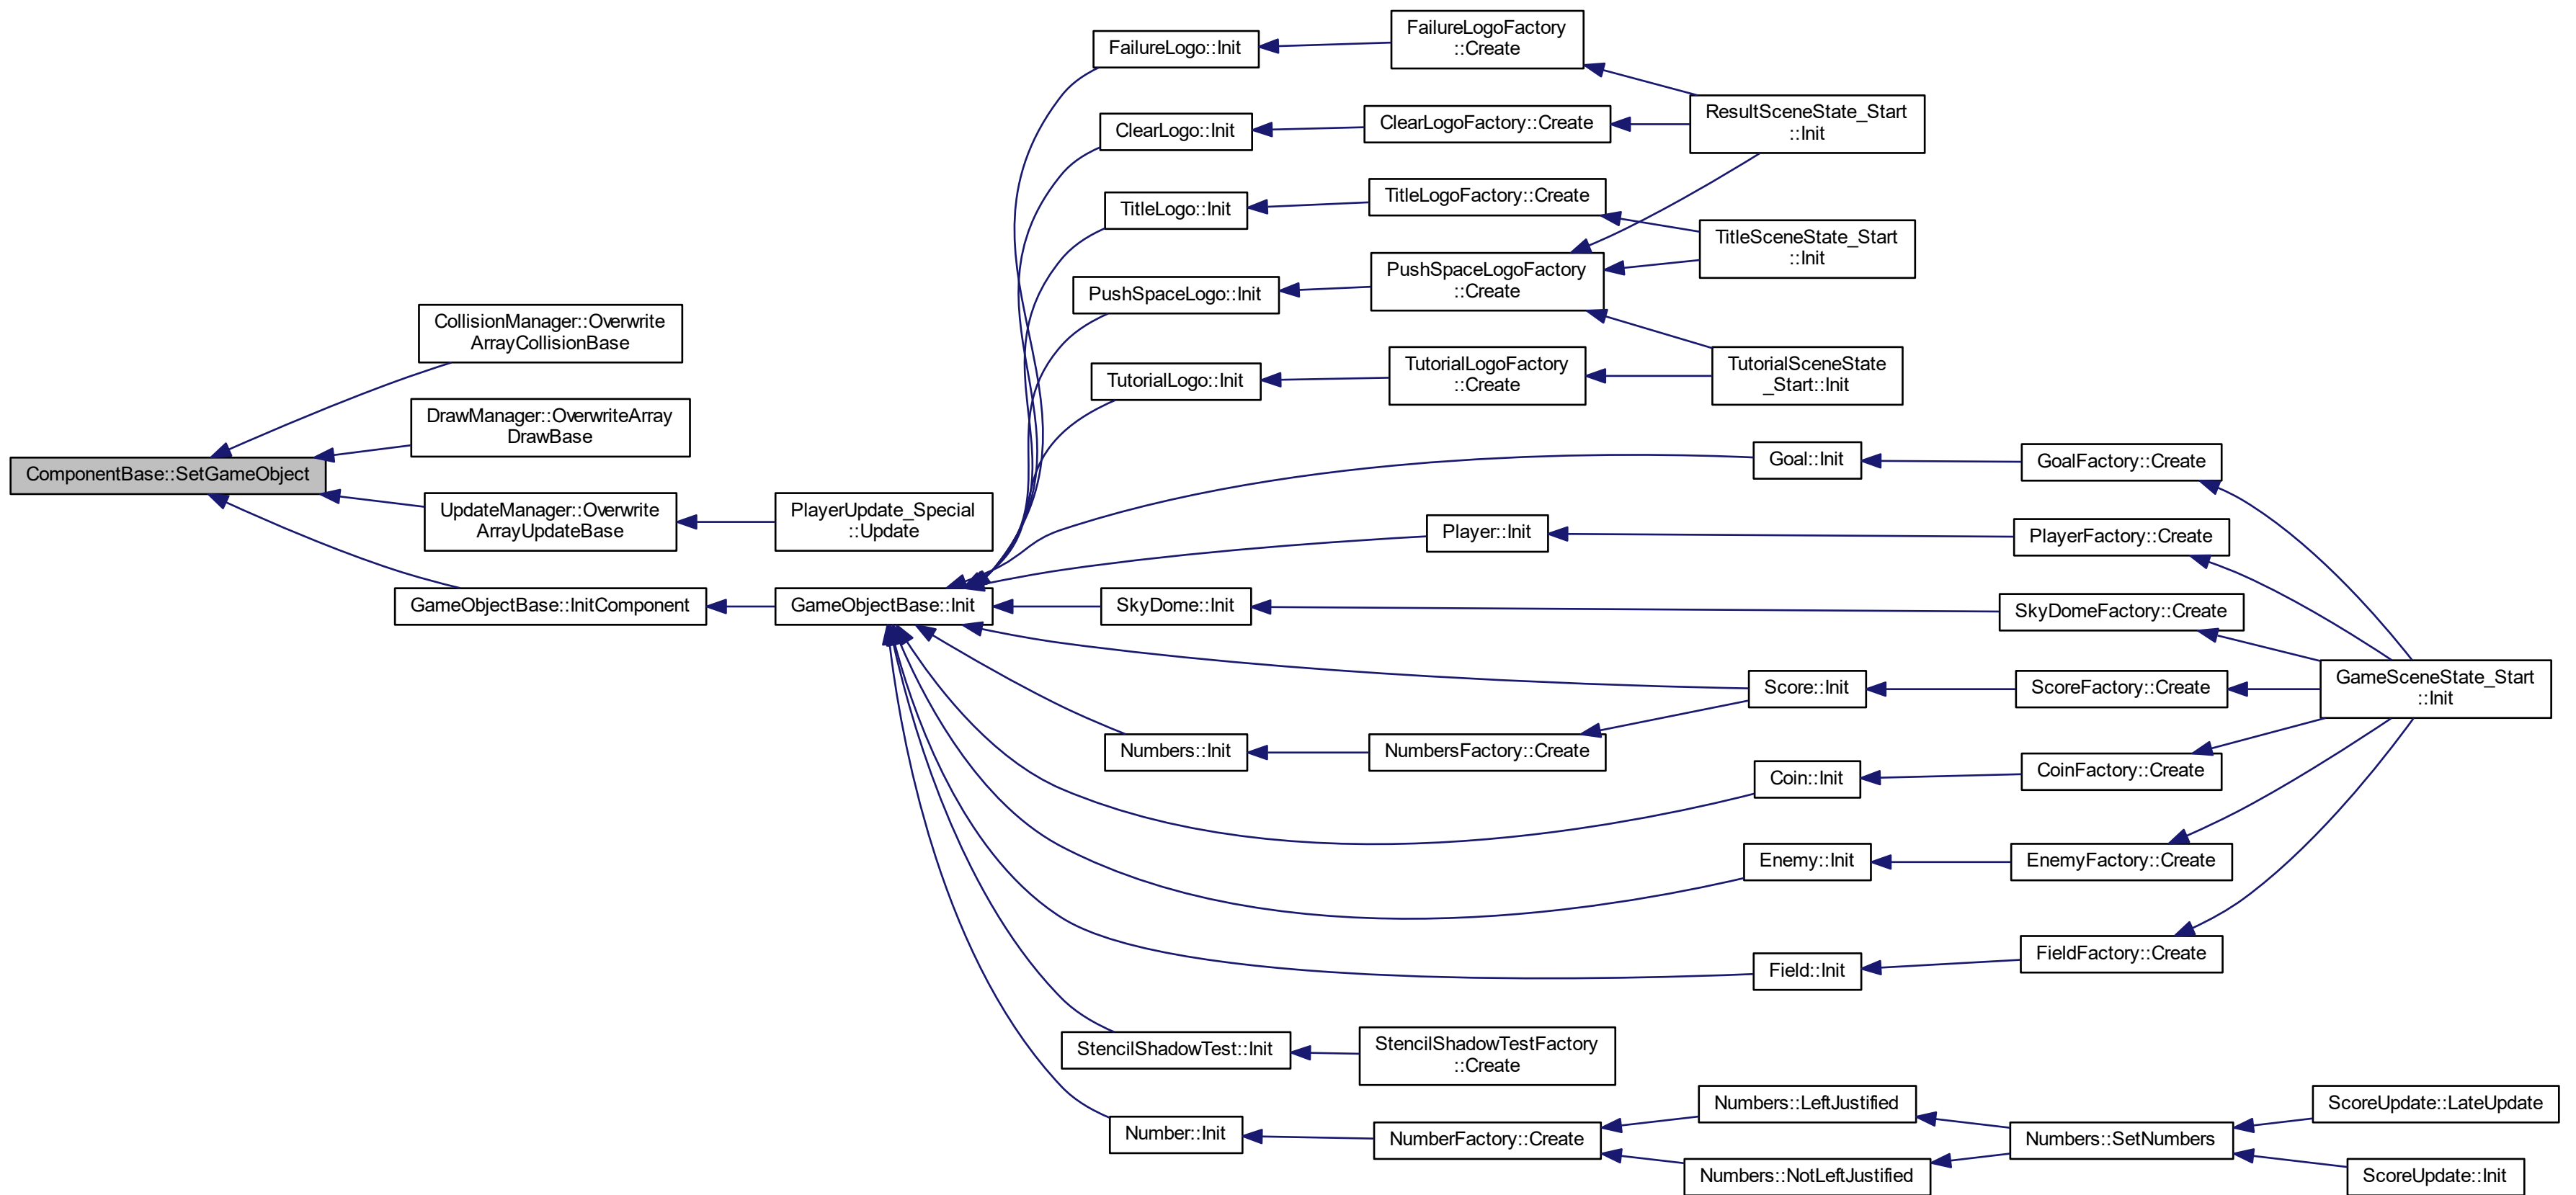 FailureLogo::Init
FailureLogoFactory
::Create
ClearLogo::Init
ClearLogoFactory::Create
ResultSceneState_Start
::Init
TitleLogo::Init
TitleLogoFactory::Create
TitleSceneState_Start
::Init
PushSpaceLogo::Init
PushSpaceLogoFactory
::Create
TutorialLogo::Init
TutorialLogoFactory
::Create
TutorialSceneState
_Start::Init
CollisionManager::Overwrite
ArrayCollisionBase
DrawManager::OverwriteArray
DrawBase
ComponentBase::SetGameObject
UpdateManager::Overwrite
ArrayUpdateBase
PlayerUpdate_Special
::Update
GameObjectBase::InitComponent
GameObjectBase::Init
Goal::Init
GoalFactory::Create
Player::Init
PlayerFactory::Create
SkyDome::Init
SkyDomeFactory::Create
Score::Init
ScoreFactory::Create
GameSceneState_Start
::Init
Numbers::Init
NumbersFactory::Create
Coin::Init
CoinFactory::Create
Enemy::Init
EnemyFactory::Create
Field::Init
FieldFactory::Create
StencilShadowTest::Init
StencilShadowTestFactory
::Create
Number::Init
NumberFactory::Create
Numbers::LeftJustified
Numbers::NotLeftJustified
Numbers::SetNumbers
ScoreUpdate::LateUpdate
ScoreUpdate::Init